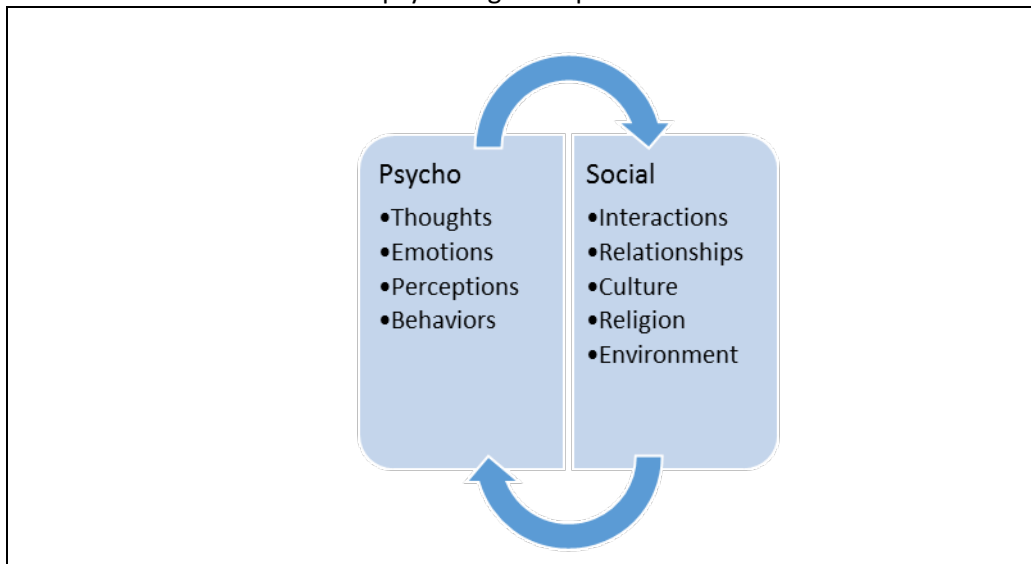 Psycho
•Thoughts
•Emotions
•Perceptions
•Behaviors
Social
•Interactions
•Relationships
•Culture
•Religion
•Environment